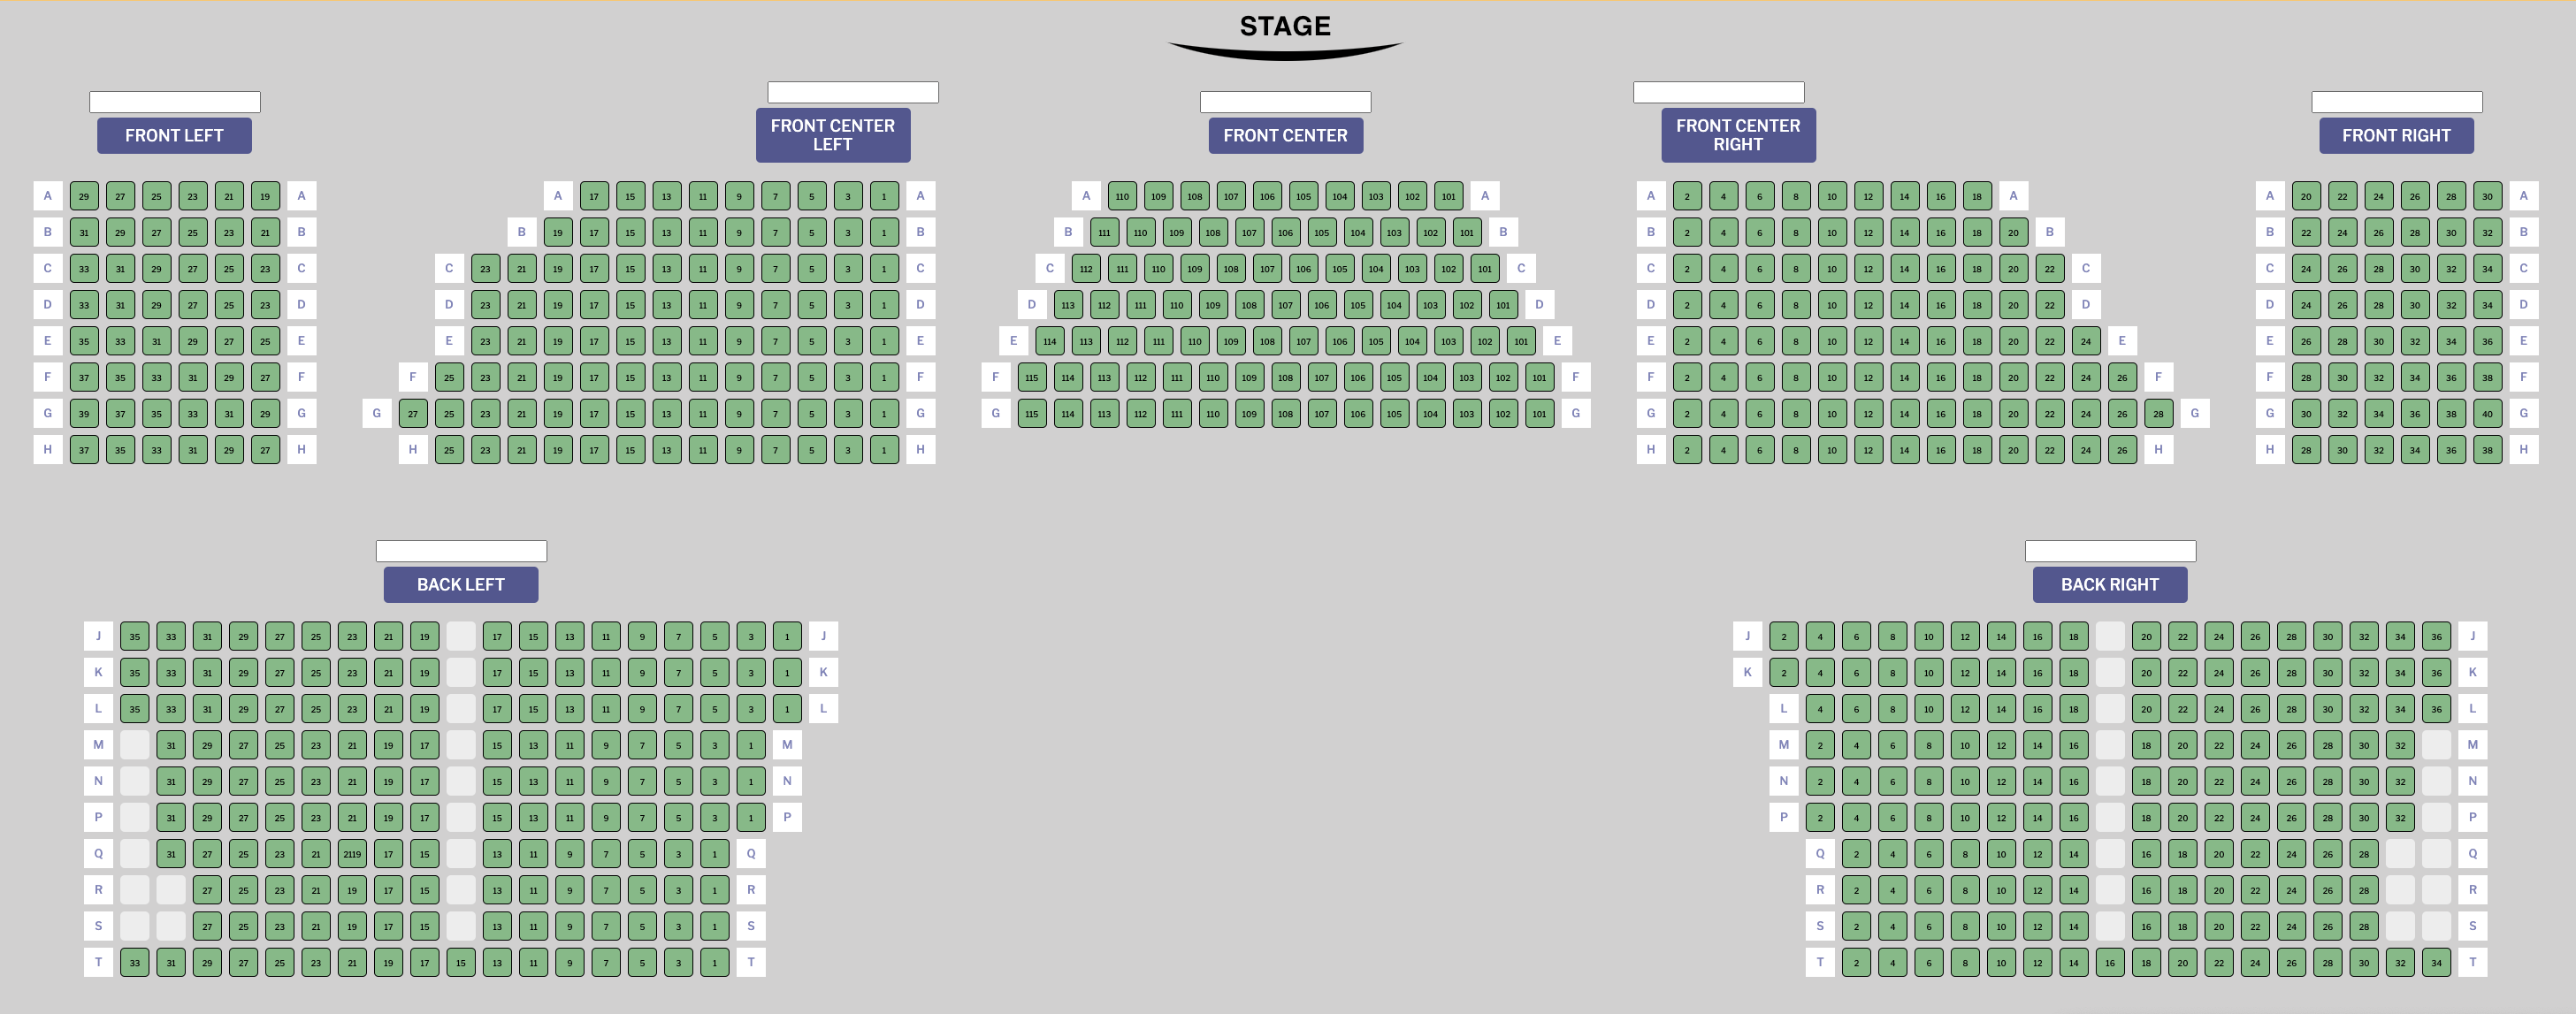 STAGE
FRONT LEFT
FRONT CENTER
LEFT
FRONT CENTER
FRONT CENTER
RIGHT
FRONT RIGHT
A 29 27 25 23 21 19 A
B 31 29 27 25 23 21 B
C 33 31 29 27 25 23 C
D 33 31 29 27 25 23 D
E 35 33 31 29 27 25 E
F 37 35 33 31 29 27 F
G 39 37 35 33 31 29 G
H 37 35 33 31 29 27 H
A 17 15 13 11 9 7 5 3 1 A
B 19 17 15 13 11 9 7 5 3 1 B
C 23 21 19 17 15 13 11 9 7 5 3 1 C
D 23 21 19 17 15 13 11 9 7 5 3 1 D
E 23 21 19 17 15 13 11 9 7 5 3 1 E
F 25 23 21 19 17 15 13 11 9 7 5 3 1 F
G 27 25 23 21 19 17 15 13 11 9 7 5 3 1 G
H 25 23 21 19 17 15 13 11 9 7 5 3 1 H
A 110 109 108 107 106 105 104 103 102 101 A
B 111 110 109 108 107 106 105 104 103 102 101 B
C 112 111 110 109 108 107 106 105 104 103 102 101 C
D 113 112 111 110 109 108 107 106 105 104 103 102 101 D
E 114 113 112 111 110 109 108 107 106 105 104 103 102 101 E
F 115 114 113 112 111 110 109 108 107 106 105 104 103 102 101 F
G 115 114 113 112 111 110 109 108 107 106 105 104 103 102 101 G
A 2 4 6 8 10 12 14 16 18 A
B 2 4 6 8 10 12 14 16 18 20 B
C 2 4 6 8 10 12 14 16 18 20 22 C
D 2 4 6 8 10 12 14 16 18 20 22 D
E 2 4 6 8 10 12 14 16 18 20 22 24 E
F 2 4 6 8 10 12 14 16 18 20 22 24 26 F
G 2 4 6 8 10 12 14 16 18 20 22 24 26 28 G
H 2 4 6 8 10 12 14 16 18 20 22 24 26 H
A 20 22 24 26 28 30 A
B 22 24 26 28 30 32 B
C 24 26 28 30 32 34 C
D 24 26 28 30 32 34 D
E 26 28 30 32 34 36 E
F 28 30 32 34 36 38 F
G 30 32 34 36 38 40 G
H 28 30 32 34 36 38 H
BACK LEFT
J 35 33 31 29 27 25 23 21 19 17 15 13 11 9 7 5 3 1 J
K 35 33 31 29 27 25 23 21 19 17 15 13 11 9 7 5 3 1 K
L 35 33 31 29 27 25 23 21 19 17 15 13 11 9 7 5 3 1 L
M 31 29 27 25 23 21 19 17 15 13 11 9 7 5 3 1 M
N 31 29 27 25 23 21 19 17 15 13 11 9 7 5 3 1 N
P 31 29 27 25 23 21 19 17 15 13 11 9 7 5 3 1 P
Q 31 27 25 23 21 2119 17 15 13 11 9 7 5 3 1 Q
R 27 25 23 21 19 17 15 13 11 9 7 5 3 1 R
S 27 25 23 21 19 17 15 13 11 9 7 5 3 1 S
T 33 31 29 27 25 23 21 19 17 15 13 11 9 7 5 3 1 T
BACK RIGHT
J 2 4 6 8 10 12 14 16 18 20 22 24 26 28 30 32 34 36 J
K 2 4 6 8 10 12 14 16 18 20 22 24 26 28 30 32 34 36 K
L 4 6 8 10 12 14 16 18 20 22 24 26 28 30 32 34 36 L
M 2 4 6 8 10 12 14 16 18 20 22 24 26 28 30 32 M
N 2 4 6 8 10 12 14 16 18 20 22 24 26 28 30 32 N
P 2 4 6 8 10 12 14 16 18 20 22 24 26 28 30 32 P
Q 2 4 6 8 10 12 14 16 18 20 22 24 26 28 Q
R 2 4 6 8 10 12 14 16 18 20 22 24 26 28 R
S 2 4 6 8 10 12 14 16 18 20 22 24 26 28 S
T 2 4 6 8 10 12 14 16 18 20 22 24 26 28 30 32 34 T